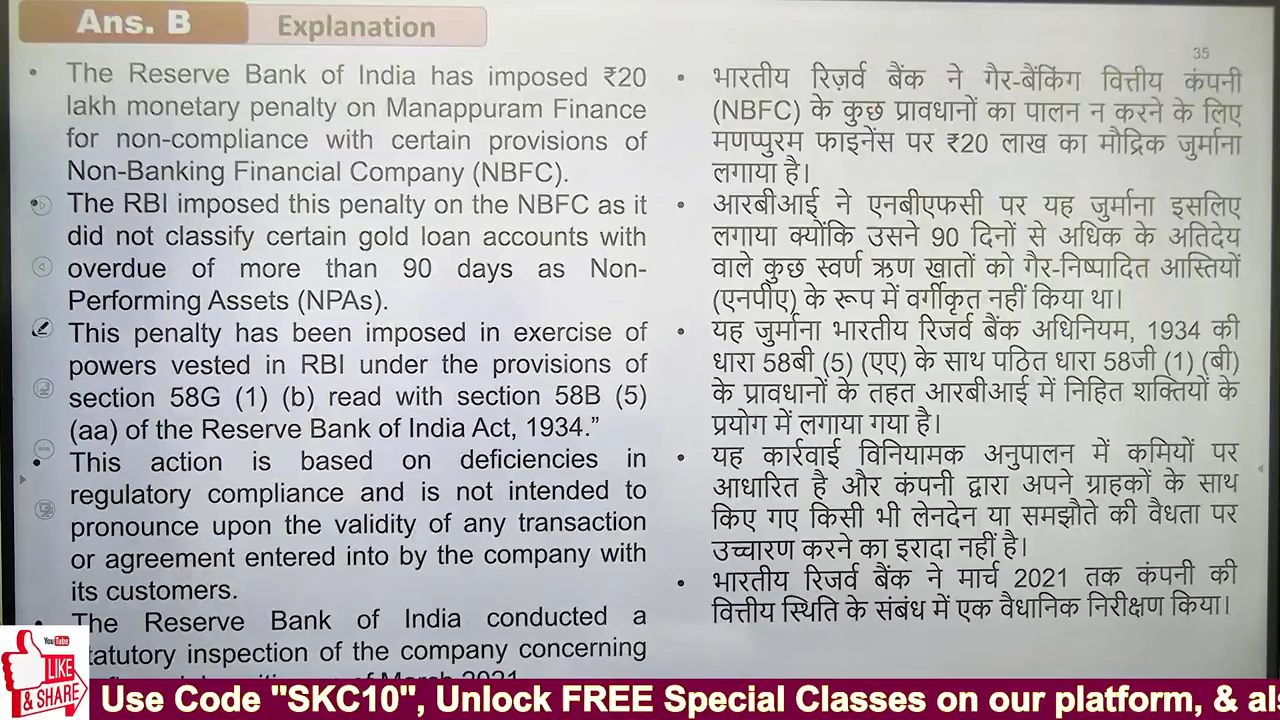 Ans. B
Explanation
35
• The Reserve Bank of India has imposed ₹20
lakh monetary penalty on Manappuram Finance
for non-compliance with certain provisions of
Non-Banking Financial Company (NBFC).
• The RBI imposed this penalty on the NBFC as it
did not classify certain gold loan accounts with
overdue of more than 90 days as Non-
Performing Assets (NPAs).
This penalty has been imposed in exercise of
powers vested in RBI under the provisions of
section 58G (1) (b) read with section 58B (5)
(aa) of the Reserve Bank of India Act, 1934.”
• This action is based on deficiencies in
regulatory compliance and is not intended to
pronounce upon the validity of any transaction
or agreement entered into by the company with
its customers.
• The Reserve Bank of India conducted a
tatutory inspection of the company concerning
of March 2021
• भारतीय रिज़र्व बैंक ने गैर-बैंकिंग वित्तीय कंपनी
(NBFC) के कुछ प्रावधानों का पालन न करने के लिए
मणप्पुरम फाइनेंस पर ₹20 लाख का मौद्रिक जुर्माना
लगाया है।
• आरबीआई ने एनबीएफसी पर यह जुर्माना इसलिए
लगाया क्योंकि उसने 90 दिनों से अधिक के अतिदेय
वाले कुछ स्वर्ण ऋण खातों को गैर-निष्पादित आस्तियों
(एनपीए) के रूप में वर्गीकृत नहीं किया था।
• यह जुर्माना भारतीय रिजर्व बैंक अधिनियम, 1934 की
धारा 58बी (5) (एए) के साथ पठित धारा 58जी (1) (बी)
के प्रावधानों के तहत आरबीआई में निहित शक्तियों के
प्रयोग में लगाया गया है।
• यह कार्रवाई विनियामक अनुपालन में कमियों पर
आधारित है और कंपनी द्वारा अपने ग्राहकों के साथ
किए गए किसी भी लेनदेन या समझौते की वैधता पर
उच्चारण करने का इरादा नहीं है।
• भारतीय रिजर्व बैंक ने मार्च 2021 तक कंपनी की
वित्तीय स्थिति के संबंध में एक वैधानिक निरीक्षण किया।
YouTube
LIKE
& SHARE
Use Code "SKC10", Unlock FREE Special Classes on our platform, & als